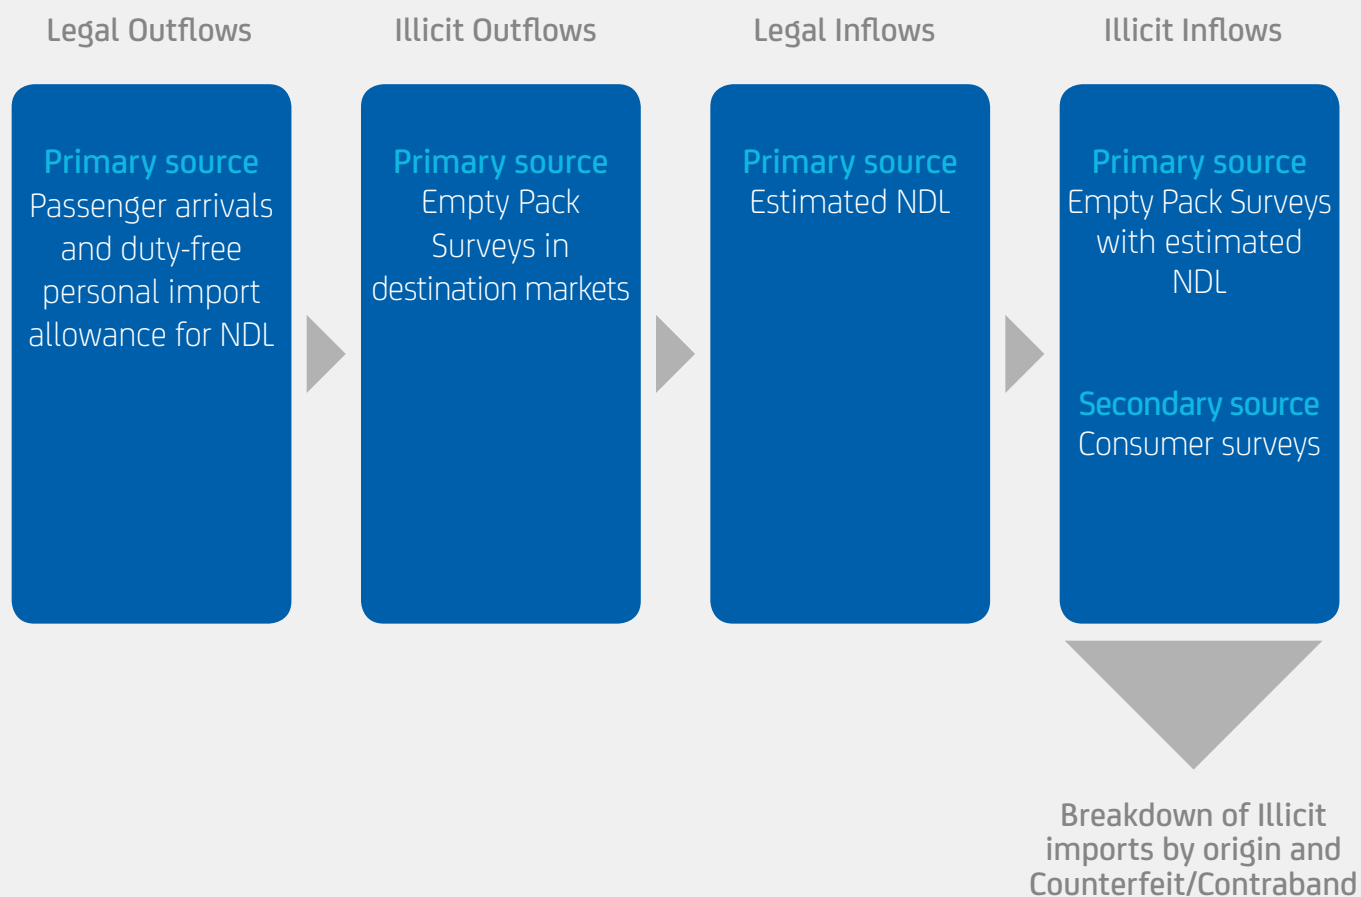 Legal Outflows
Illicit Outflows
Legal Inflows
Illicit Inflows
Primary source
Passenger arrivals
and duty-free
personal import
allowance for NDL
Primary source
Empty Pack
Surveys in
destination markets
Primary source
Estimated NDL
Primary source
Empty Pack Surveys
with estimated
NDL
Secondary source
Consumer surveys
Breakdown of Illicit
imports by origin and
Counterfeit/Contraband